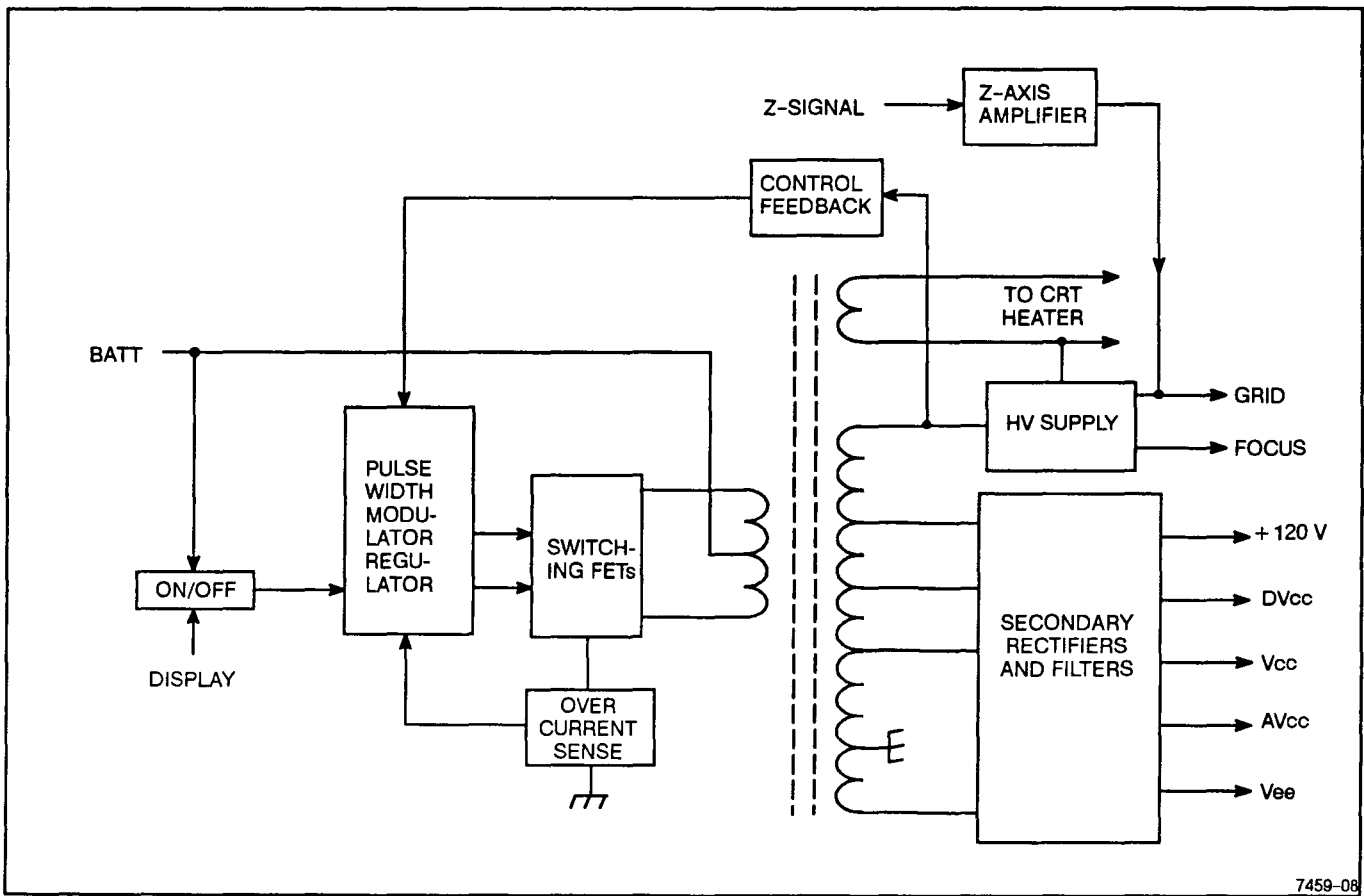 Z-SIGNAL
Z-AXIS
AMPLIFIER
CONTROL
FEEDBACK
TO CRT
HEATER
BATT
GRID
HV SUPPLY
FOCUS
PULSE
WIDTH
MODU-
LATOR
REGU-
LATOR
SWITCH-
ING FETs
+120 V
ON/OFF
DVcc
SECONDARY
RECTIFIERS
AND FILTERS
Vcc
DISPLAY
OVER
CURRENT
SENSE
AVcc
Vee
7459-08